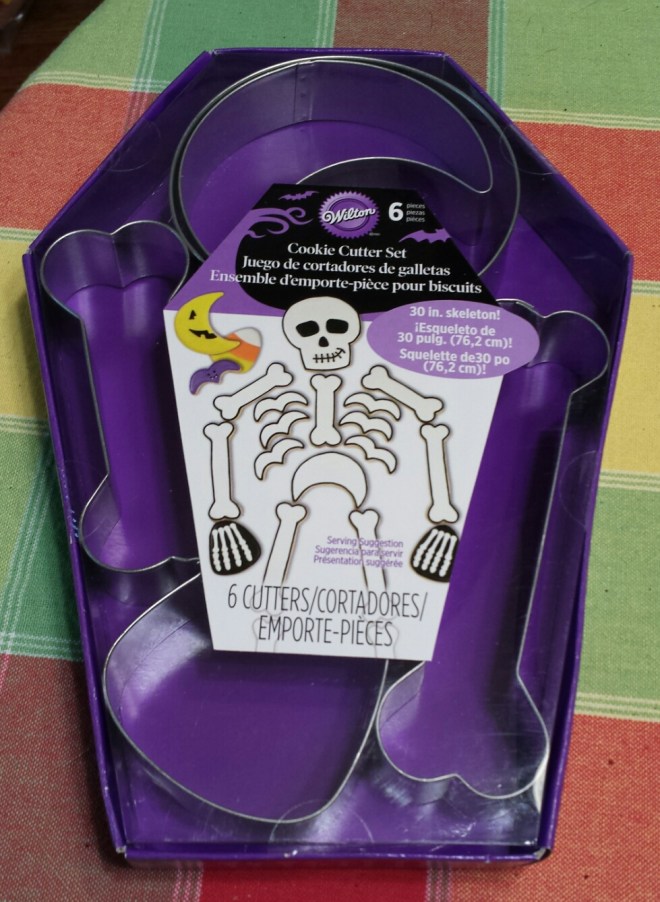 Wilton
6
pieces
piezas
pièces
Cookie Cutter Set
Juego de cortadores de galletas
Ensemble d'emporte-pièce pour biscuits
30 in. skeleton!
¡Esqueleto de
30 pulg. (76,2 cm)!
Squelette de30 po
(76,2 cm)!
Serving Suggestion
Sugerencia para servir
Présentation suggérée
6 CUTTERS/CORTADORES/
EMPORTE-PIÈCES